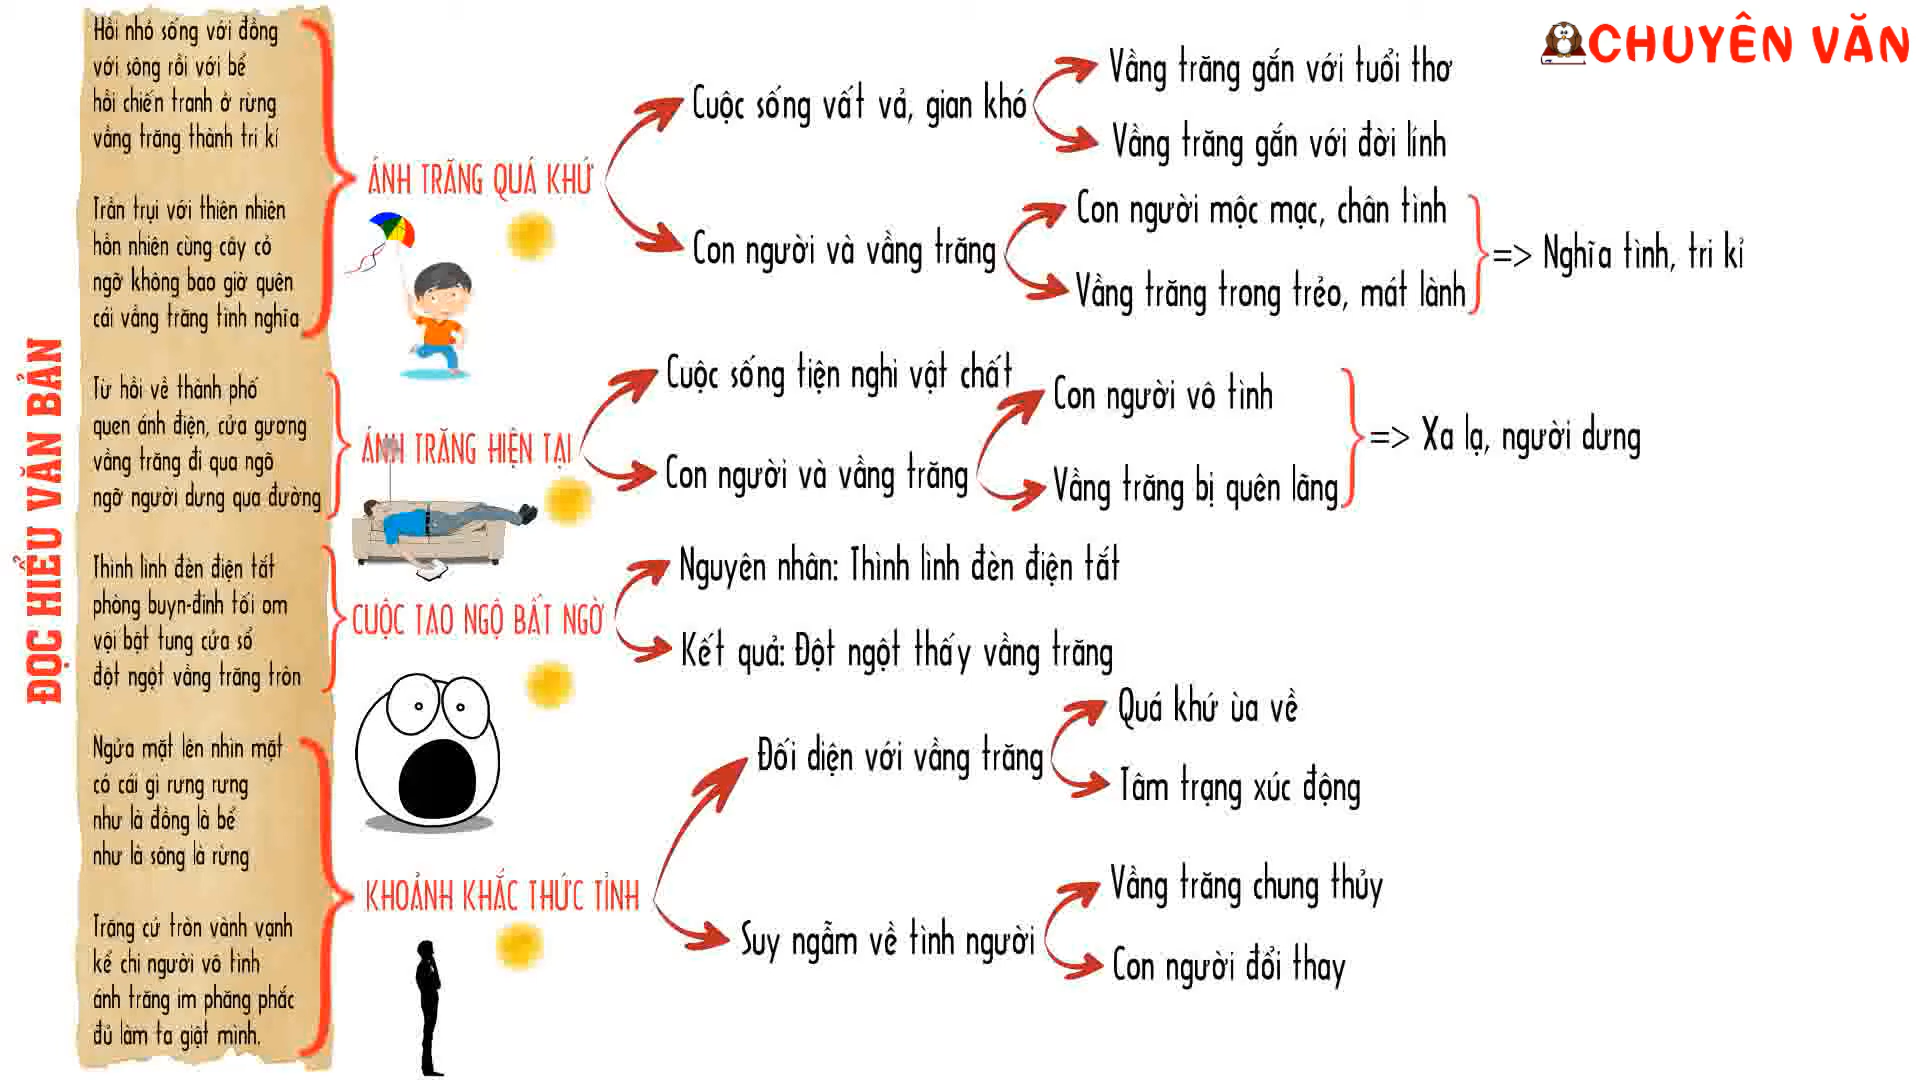 CHUYÊN VĂN
ĐỌC HIỂU VĂN BẢN
Hồi nhỏ sống với đồng
với sông rồi với bể
hồi chiến tranh ở rừng
vầng trăng thành tri kỉ
Trần trụi với thiên nhiên
hồn nhiên cùng cây cỏ
ngỡ không bao giờ quên
cái vầng trăng tình nghĩa
Từ hồi về thành phố
quen ánh điện, cửa gương
vầng trăng đi qua ngõ
ngỡ người dưng qua đường
Thình lình đèn điện tắt
phòng buyn-đinh tối om
vội bật tung cửa sổ
đột ngột vầng trăng tròn
Ngửa mặt lên nhìn mặt
có cái gì rưng rưng
như là đồng là bể
như là sông là rừng
Trăng cứ tròn vành vạnh
kể chi người vô tình
ánh trăng im phăng phắc
đủ làm ta giật mình.
ÁNH TRĂNG QUÁ KHỨ
Cuộc sống vất vả, gian khó
Vầng trăng gắn với tuổi thơ
Vầng trăng gắn với đời lính
Con người và vầng trăng
Con người mộc mạc, chân tình
Vầng trăng trong trẻo, mát lành
=> Nghĩa tình, tri kỉ
ÁNH TRĂNG HIỆN TẠI
Cuộc sống tiện nghi vật chất
Con người và vầng trăng
Con người vô tình
Vầng trăng bị quên lãng
=> Xa lạ, người dưng
CUỘC TAO NGỘ BẤT NGỜ
Nguyên nhân: Thình lình đèn điện tắt
Kết quả: Đột ngột thấy vầng trăng
KHOẢNH KHẮC THỨC TỈNH
Đối diện với vầng trăng
Quá khứ ùa về
Tâm trạng xúc động
Suy ngẫm về tình người
Vầng trăng chung thủy
Con người đổi thay